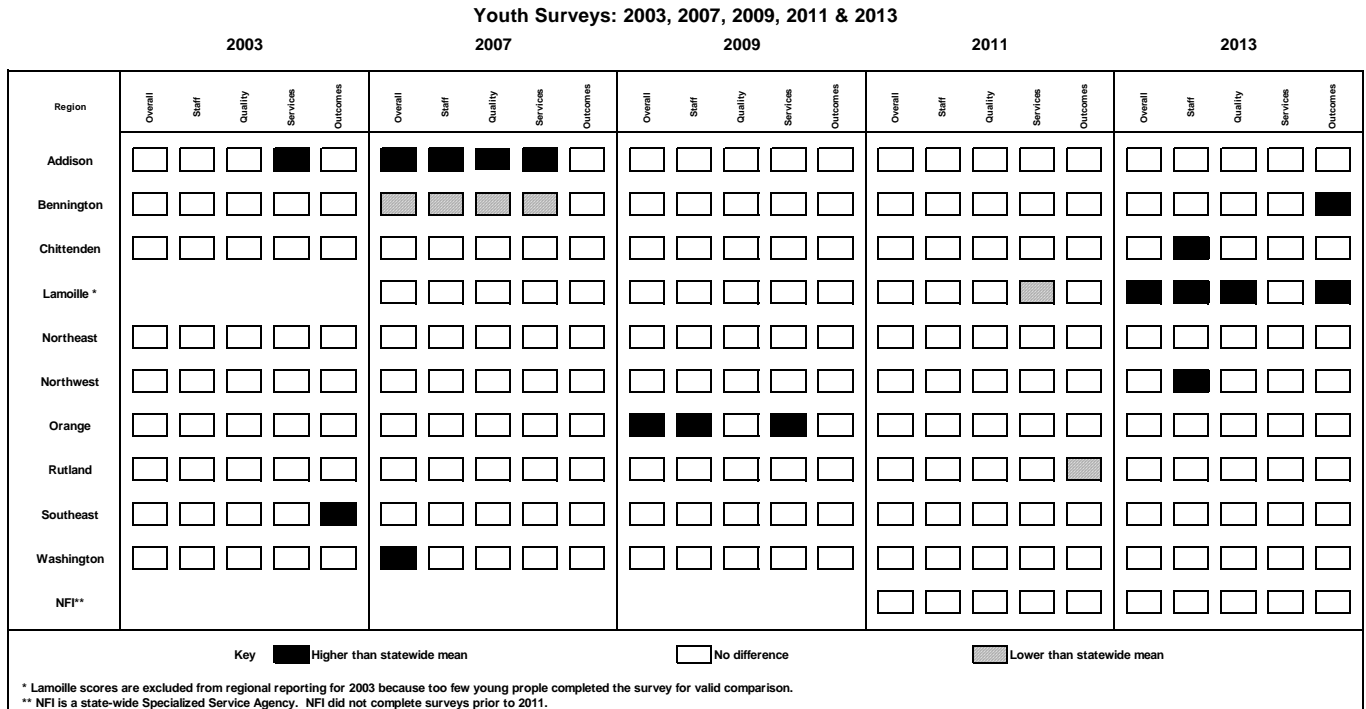 Youth Surveys: 2003, 2007, 2009, 2011 & 2013
2003 2007 2009 2011 2013
Region Overall Staff Quality Services Outcomes Overall Staff Quality Services Outcomes Overall Staff Quality Services Outcomes Overall Staff Quality Services Outcomes Overall Staff Quality Services Outcomes
Addison
Bennington
Chittenden
Lamoille *
Northeast
Northwest
Orange
Rutland
Southeast
Washington
NFI**
Key Higher than statewide mean No difference Lower than statewide mean
* Lamoille scores are excluded from regional reporting for 2003 because too few young prople completed the survey for valid comparison.
** NFI is a state-wide Specialized Service Agency. NFI did not complete surveys prior to 2011.